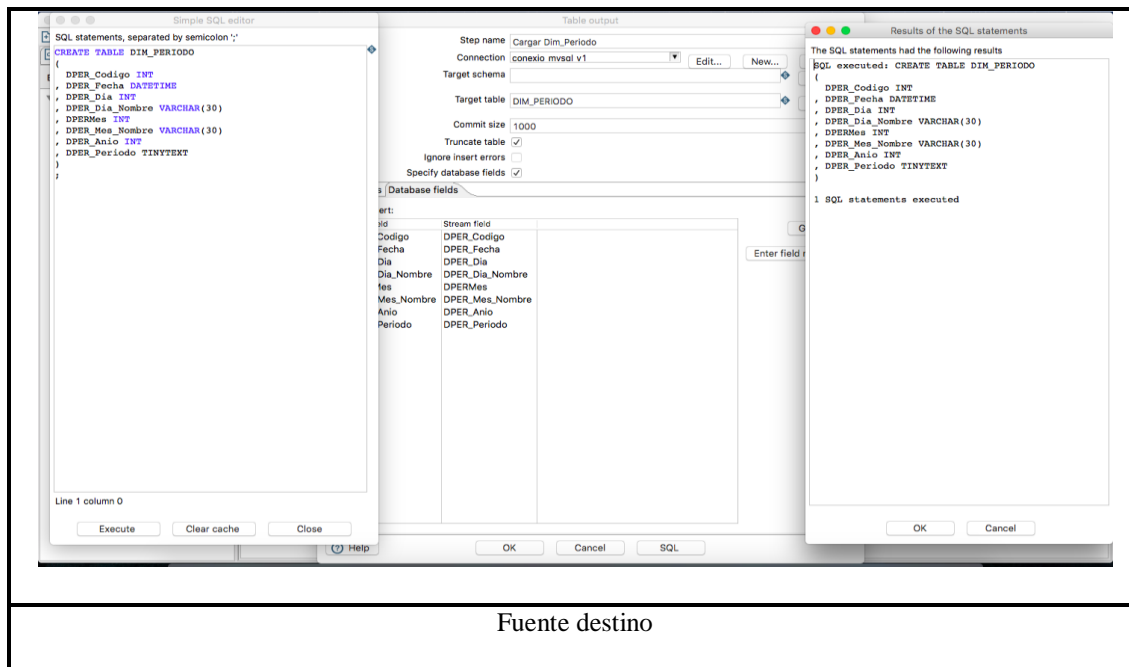 Simple SQL editor
SQL statements, separated by semicolon ';'
CREATE TABLE DIM_PERIODO
(
DPER_Codigo INT
, DPER_Fecha DATETIME
, DPER_Dia INT
, DPER_Dia_Nombre VARCHAR(30)
, DPERMes INT
, DPER_Mes_Nombre VARCHAR(30)
, DPER_Anio INT
, DPER_Periodo TINYTEXT
)
;
Line 1 column 0
Execute Clear cache Close
Table output
Step name Cargar Dim_Periodo
Connection conexio mysql v1 Edit... New...
Target schema
Target table DIM_PERIODO
Commit size 1000
Truncate table
Ignore insert errors
Specify database fields
Database fields
Stream field
Codigo DPER_Codigo
Fecha DPER_Fecha
Dia DPER_Dia
Dia_Nombre DPER_Dia_Nombre
DPERMes
Mes_Nombre DPER_Mes_Nombre
Anio DPER_Anio
Periodo DPER_Periodo
Enter field
Help OK Cancel SQL
Results of the SQL statements
The SQL statements had the following results
SQL executed: CREATE TABLE DIM_PERIODO
(
DPER_Codigo INT
, DPER_Fecha DATETIME
, DPER_Dia INT
, DPER_Dia_Nombre VARCHAR(30)
, DPERMes INT
, DPER_Mes_Nombre VARCHAR(30)
, DPER_Anio INT
, DPER_Periodo TINYTEXT
)
1 SQL statements executed
OK Cancel
Fuente destino